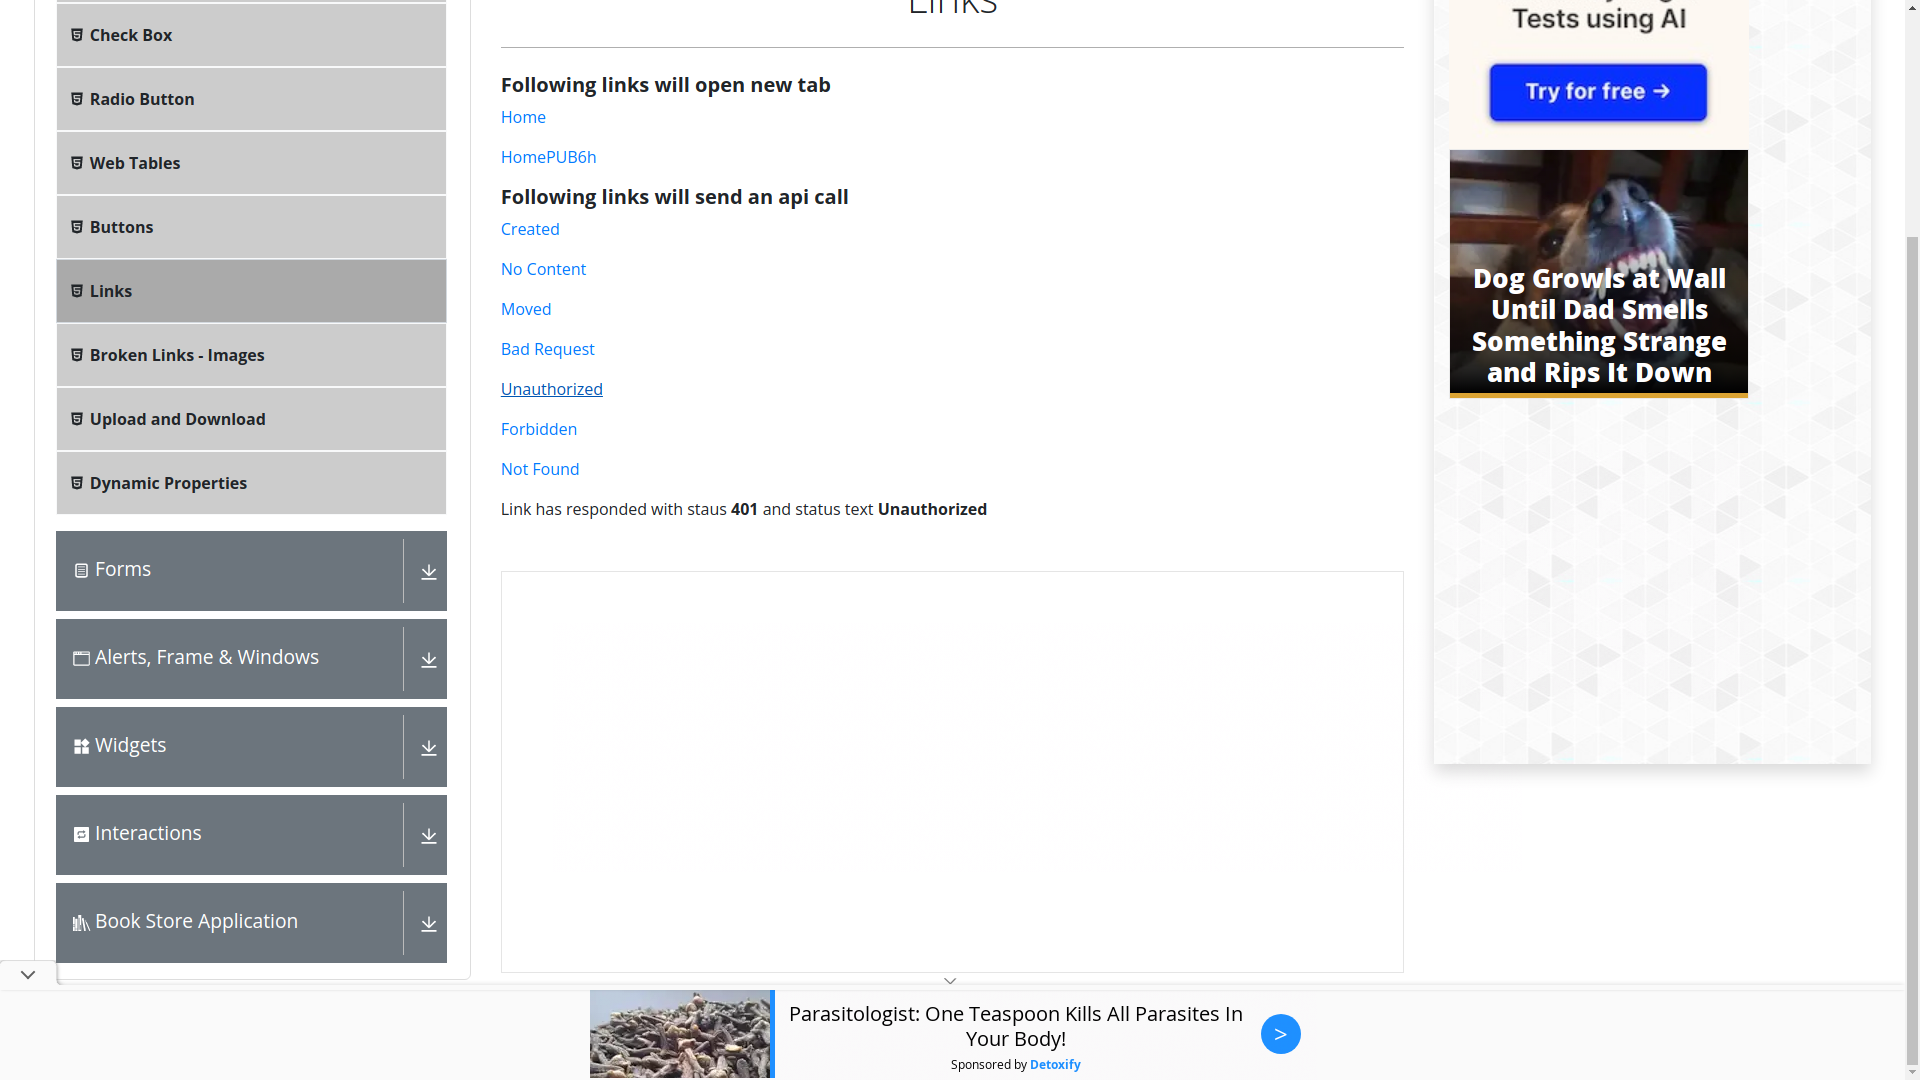 Links
Check Box
Radio Button
Web Tables
Buttons
Links
Broken Links - Images
Upload and Download
Dynamic Properties
Forms
Alerts, Frame & Windows
Widgets
Interactions
Book Store Application
Following links will open new tab
Home
HomePUB6h
Following links will send an api call
Created
No Content
Moved
Bad Request
Unauthorized
Forbidden
Not Found
Link has responded with staus 401 and status text Unauthorized
Tests using AI
Try for free →
Dog Growls at Wall
Until Dad Smells
Something Strange
and Rips It Down
Parasitologist: One Teaspoon Kills All Parasites In
Your Body!
Sponsored by Detoxify
>